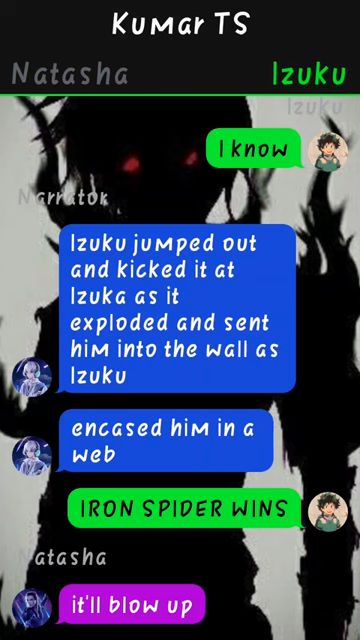 Kumar TS
Natasha
Izuku
Izuku
I know
Narrator
Izuku jumped out
and kicked it at
Izuka as it
exploded and sent
him into the wall as
Izuku
encased him in a
web
IRON SPIDER WINS
Natasha
it'll blow up